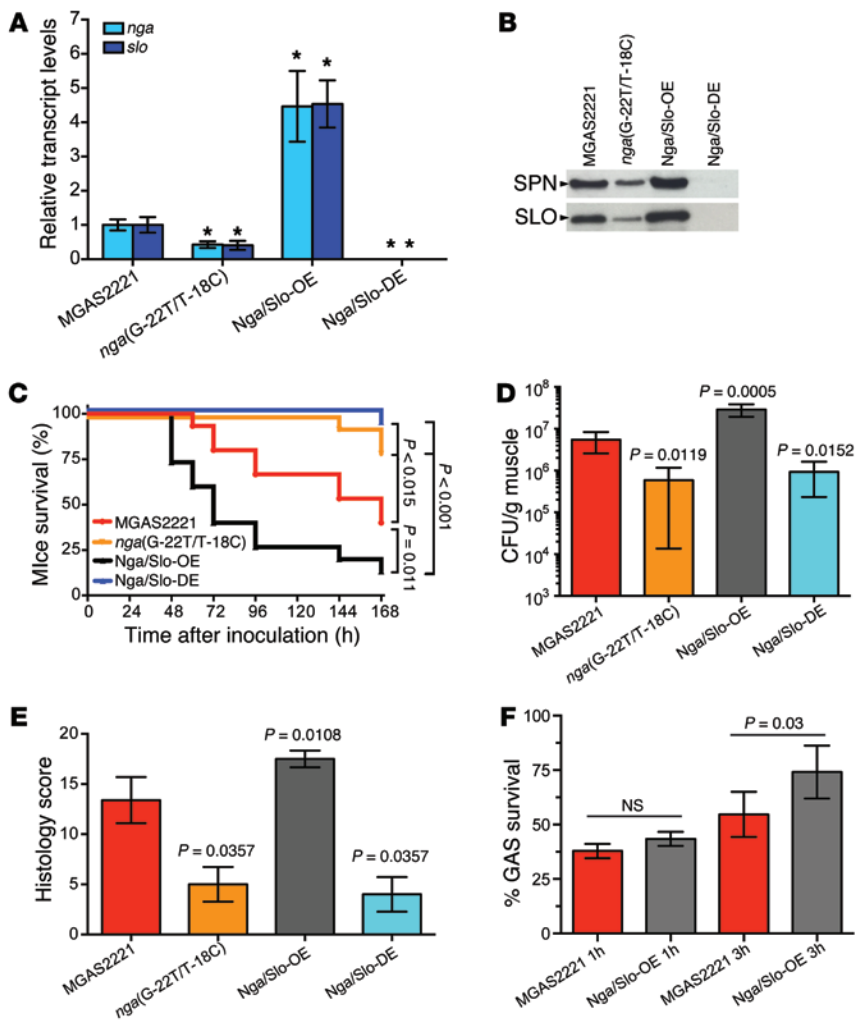 A
nga
slo
Relative transcript levels
7
6
5
4
3
2
1
0
* *
* *
* *
MGAS2221
nga(G-22T/T-18C)
Nga/Slo-OE
Nga/Slo-DE
B
MGAS2221
nga(G-22T/T-18C)
Nga/Slo-OE
Nga/Slo-DE
SPN
SLO
C
MIce survival (%)
100
75
50
25
0
MGAS2221
nga(G-22T/T-18C)
Nga/Slo-OE
Nga/Slo-DE
P < 0.015
P = 0.011
P < 0.001
0 24 48 72 96 120 144 168
Time after inoculation (h)
D
CFU/g muscle
10^8
10^7
10^6
10^5
10^4
10^3
P = 0.0119
P = 0.0005
P = 0.0152
MGAS2221
nga(G-22T/T-18C)
Nga/Slo-OE
Nga/Slo-DE
E
Histology score
20
15
10
5
0
P = 0.0357
P = 0.0108
P = 0.0357
MGAS2221
nga(G-22T/T-18C)
Nga/Slo-OE
Nga/Slo-DE
F
% GAS survival
100
75
50
25
0
NS
P = 0.03
MGAS2221 1h
Nga/Slo-OE 1h
MGAS2221 3h
Nga/Slo-OE 3h